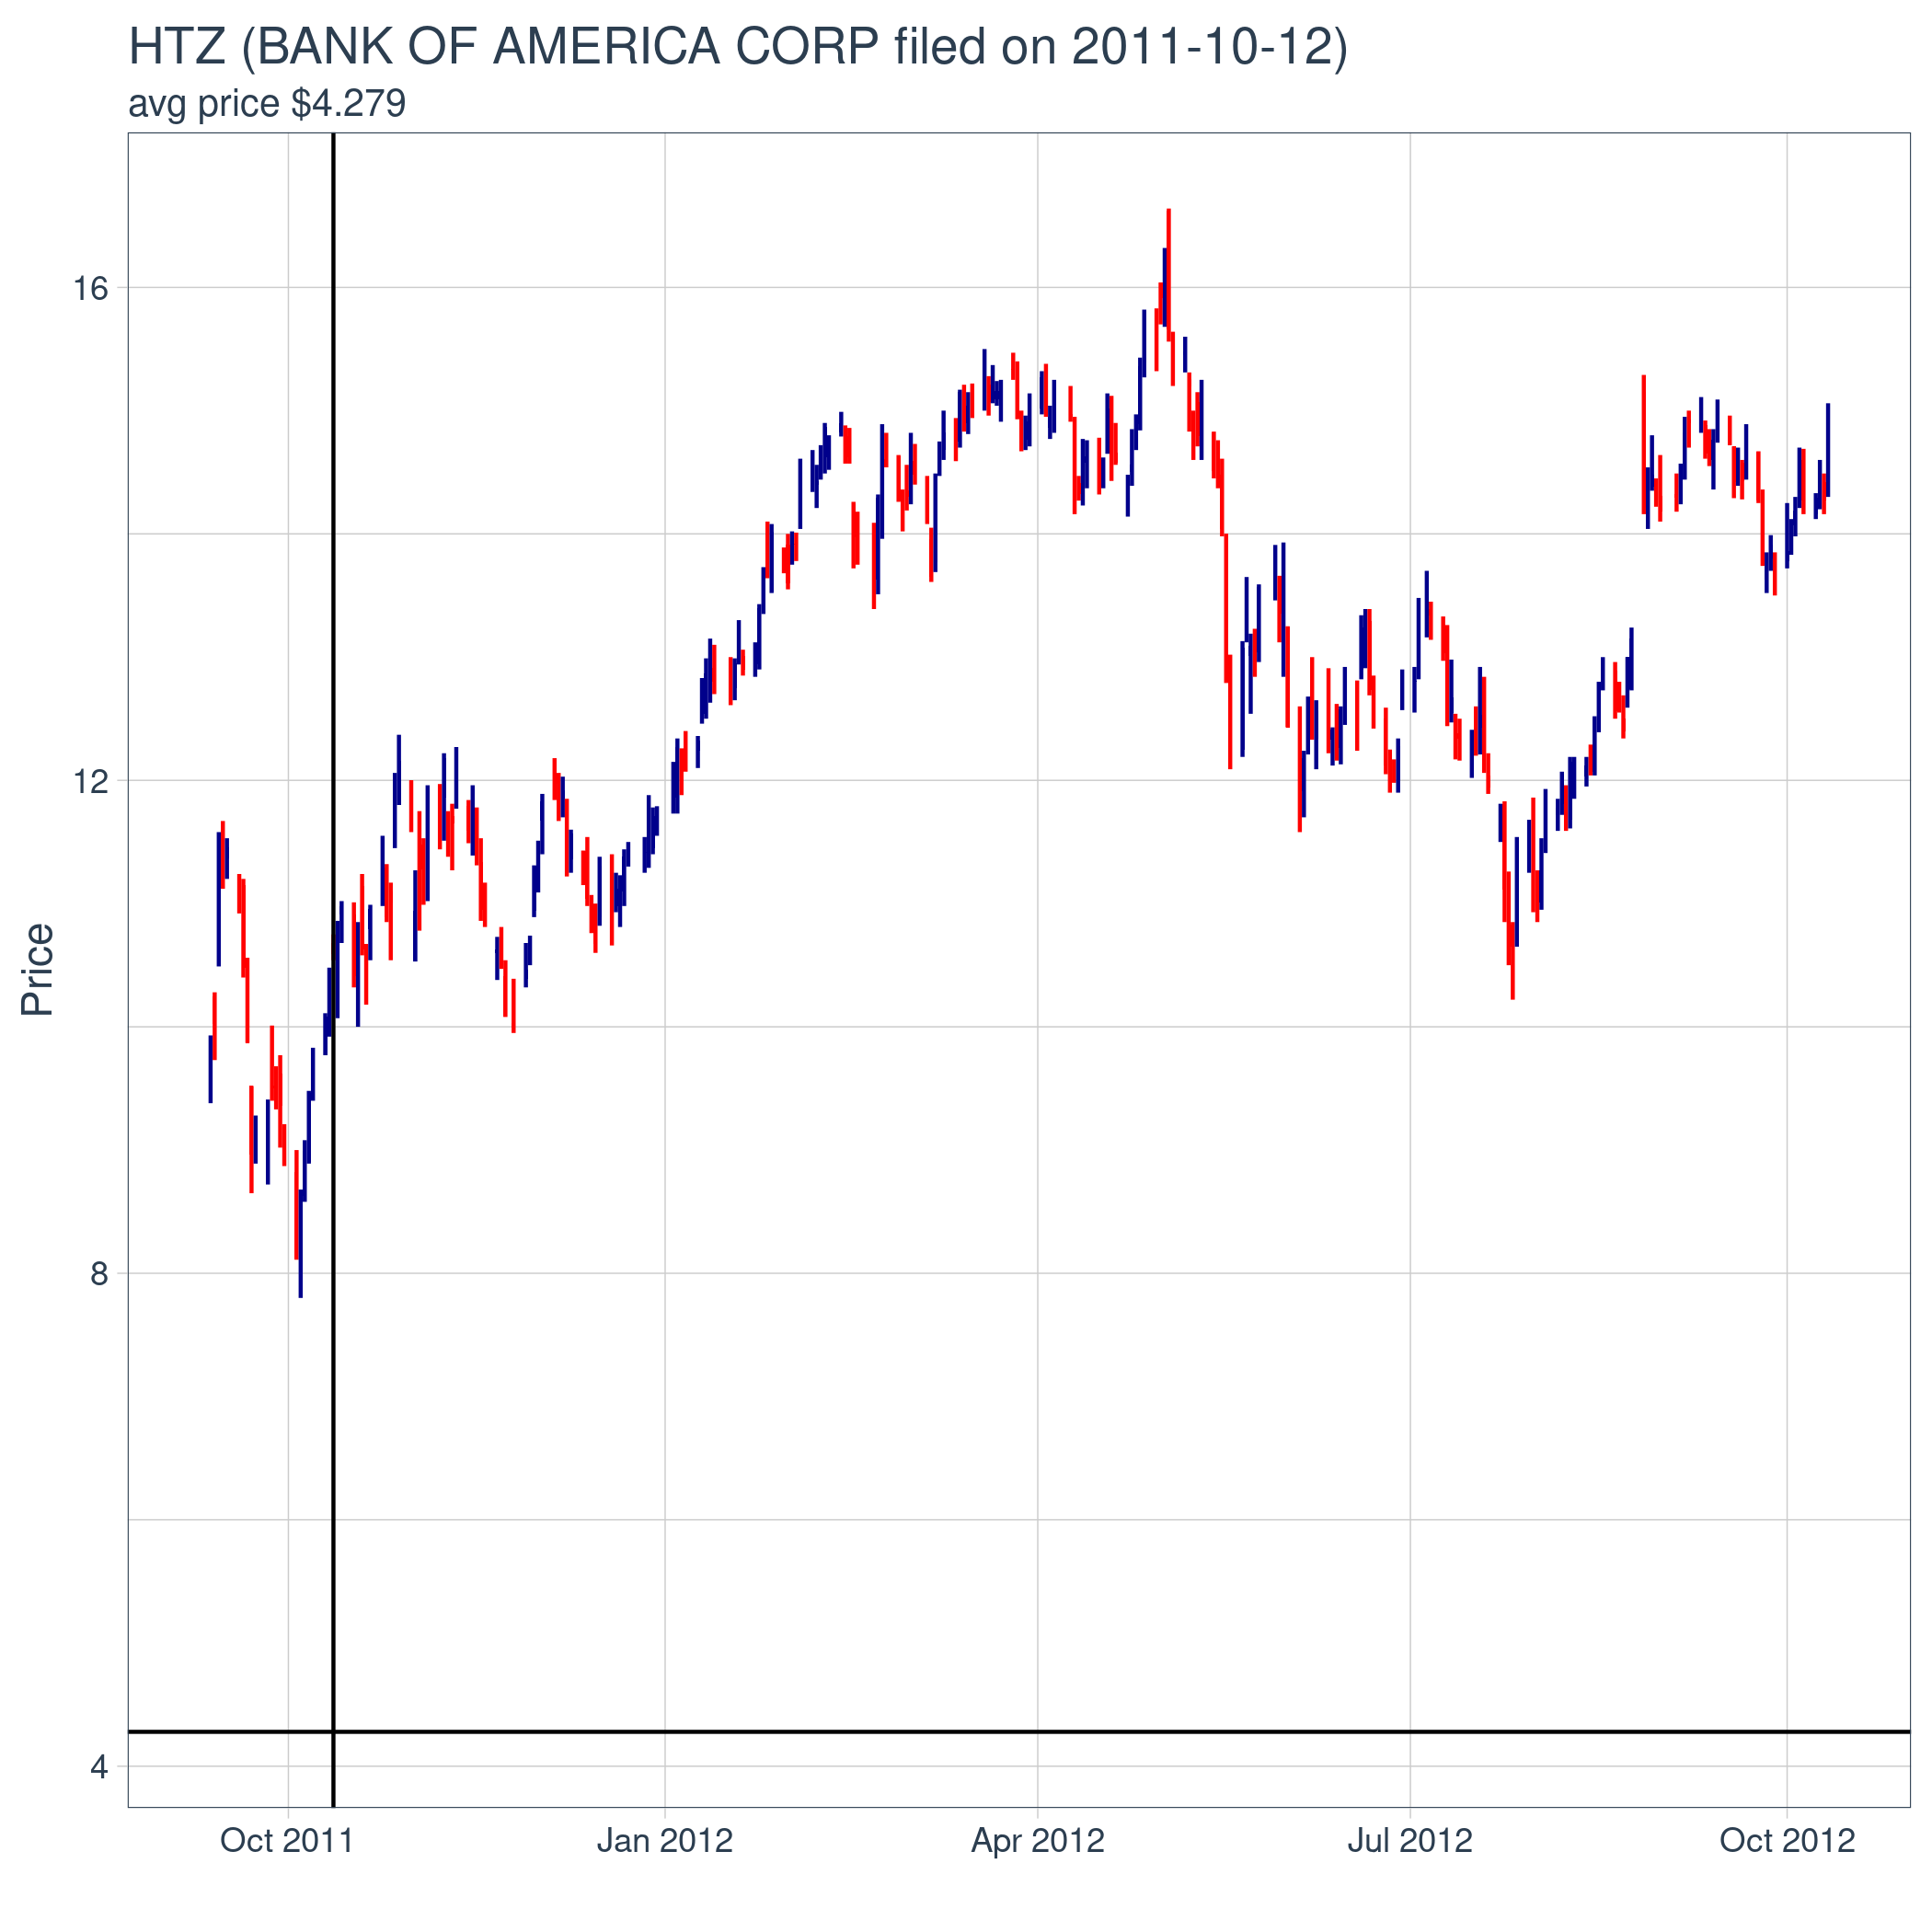 HTZ (BANK OF AMERICA CORP filed on 2011-10-12)
avg price $4.279
16
12
8
4
Price
Oct 2011
Jan 2012
Apr 2012
Jul 2012
Oct 2012